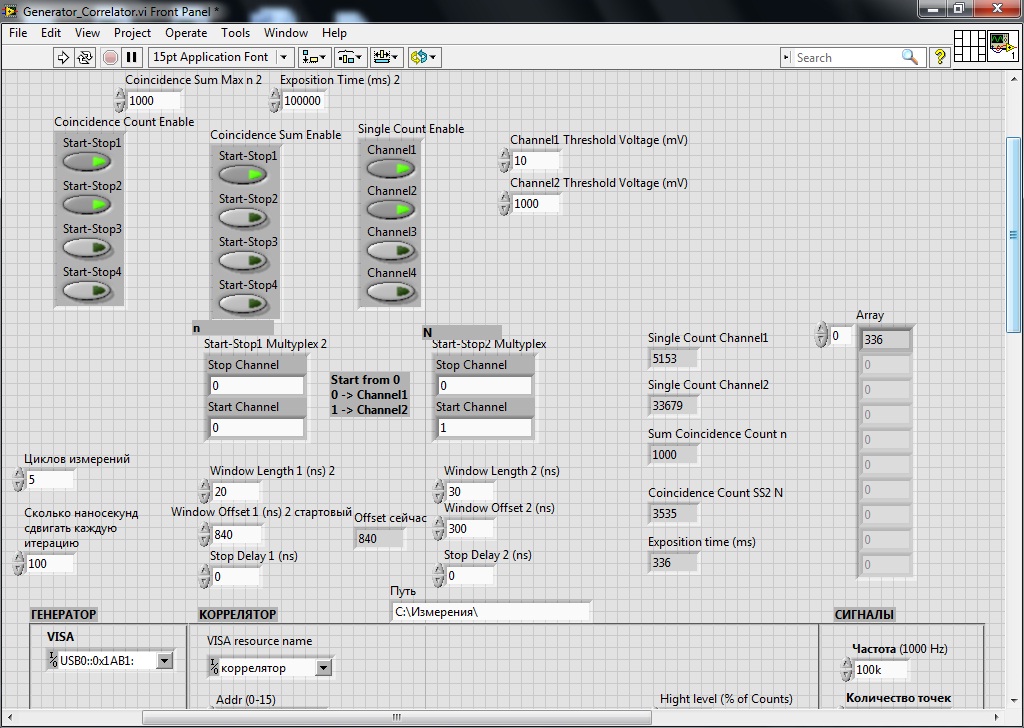 Generator_Correlator.vi Front Panel *
File Edit View Project Operate Tools Window Help
15pt Application Font
Search
?
1
Coincidence Sum Max n 2
1000
Exposition Time (ms) 2
100000
Coincidence Count Enable
Start-Stop1
Start-Stop2
Start-Stop3
Start-Stop4
Coincidence Sum Enable
Start-Stop1
Start-Stop2
Start-Stop3
Start-Stop4
Single Count Enable
Channel1
Channel2
Channel3
Channel4
Channel1 Threshold Voltage (mV)
10
Channel2 Threshold Voltage (mV)
1000
n
Start-Stop1 Multyplex 2
Stop Channel
0
Start Channel
0
Start from 0
0 -> Channel1
1 -> Channel2
N
Start-Stop2 Multyplex
Stop Channel
0
Start Channel
1
Single Count Channel1
5153
Single Count Channel2
33679
Sum Coincidence Count n
1000
Coincidence Count SS2 N
3535
Exposition time (ms)
336
Array
0
336
0
0
0
0
0
0
0
0
0
Циклов измерений
5
Сколько наносекунд
сдвигать каждую
итерацию
100
Window Length 1 (ns) 2
20
Window Offset 1 (ns) 2 стартовый
840
Stop Delay 1 (ns)
0
Offset сейчас
840
Window Length 2 (ns)
30
Window Offset 2 (ns)
300
Stop Delay 2 (ns)
0
Путь
C:\Измерения\
ГЕНЕРАТОР
VISA
USB0::0x1AB1:
КОРРЕЛЯТОР
VISA resource name
коррелятор
Addr (0-15)
Hight level (% of Counts)
СИГНАЛЫ
Частота (1000 Hz)
100k
Количество точек